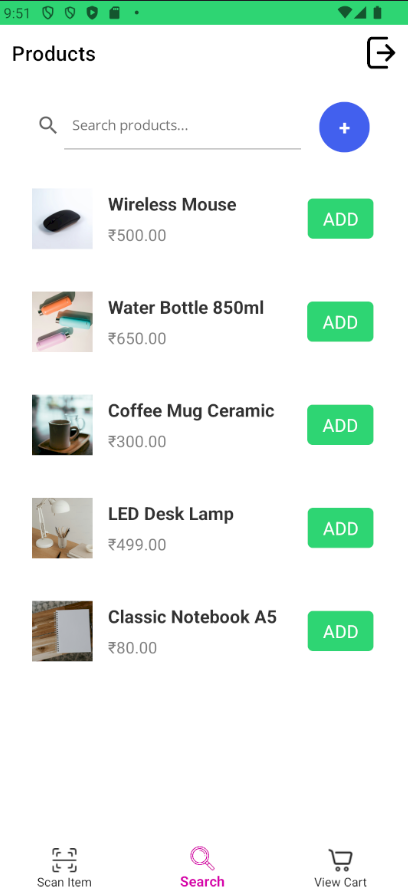 9:51
Products
Search products...
+
Wireless Mouse
₹500.00
ADD
Water Bottle 850ml
₹650.00
ADD
Coffee Mug Ceramic
₹300.00
ADD
LED Desk Lamp
₹499.00
ADD
Classic Notebook A5
₹80.00
ADD
Scan Item
Search
View Cart